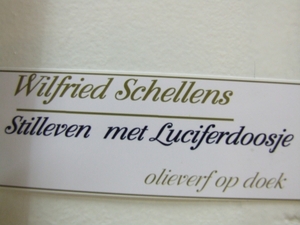 Wilfried Schellens
Stilleven met Luciferdoosje
olieverf op doek